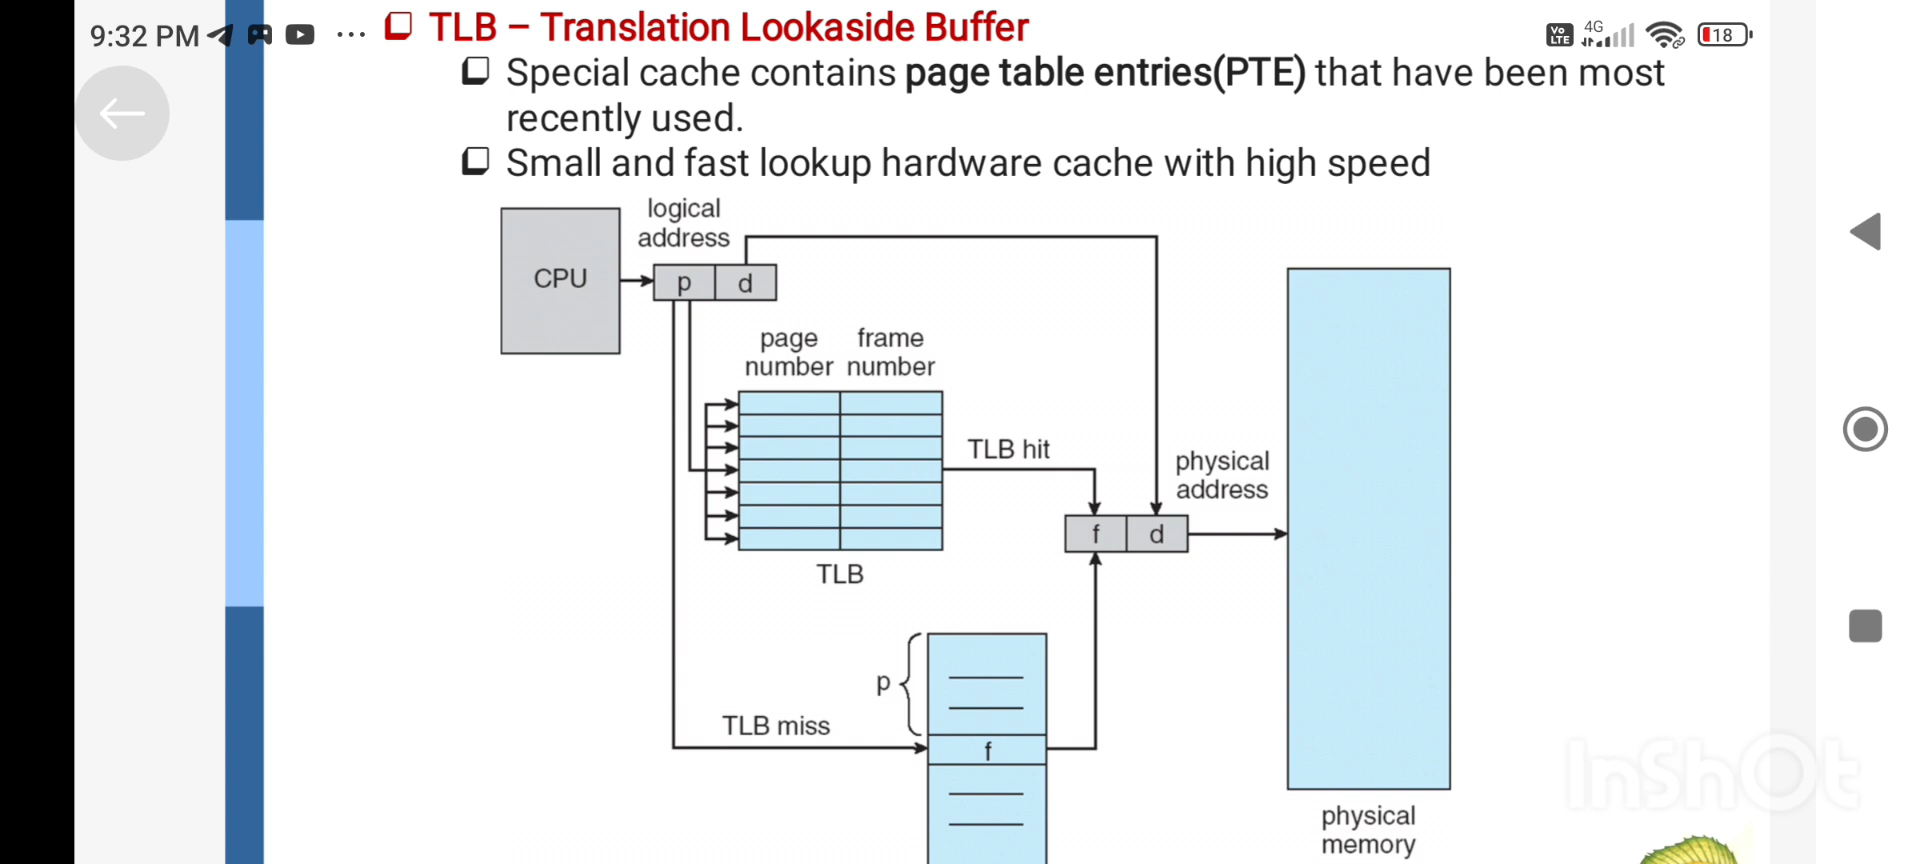 9:32 PM
Vo LTE
4G
18
TLB – Translation Lookaside Buffer
Special cache contains page table entries(PTE) that have been most
recently used.
Small and fast lookup hardware cache with high speed
logical
address
CPU
p d
page frame
number number
TLB hit
physical
address
f d
TLB
p
TLB miss
f
InShOt
physical
memory